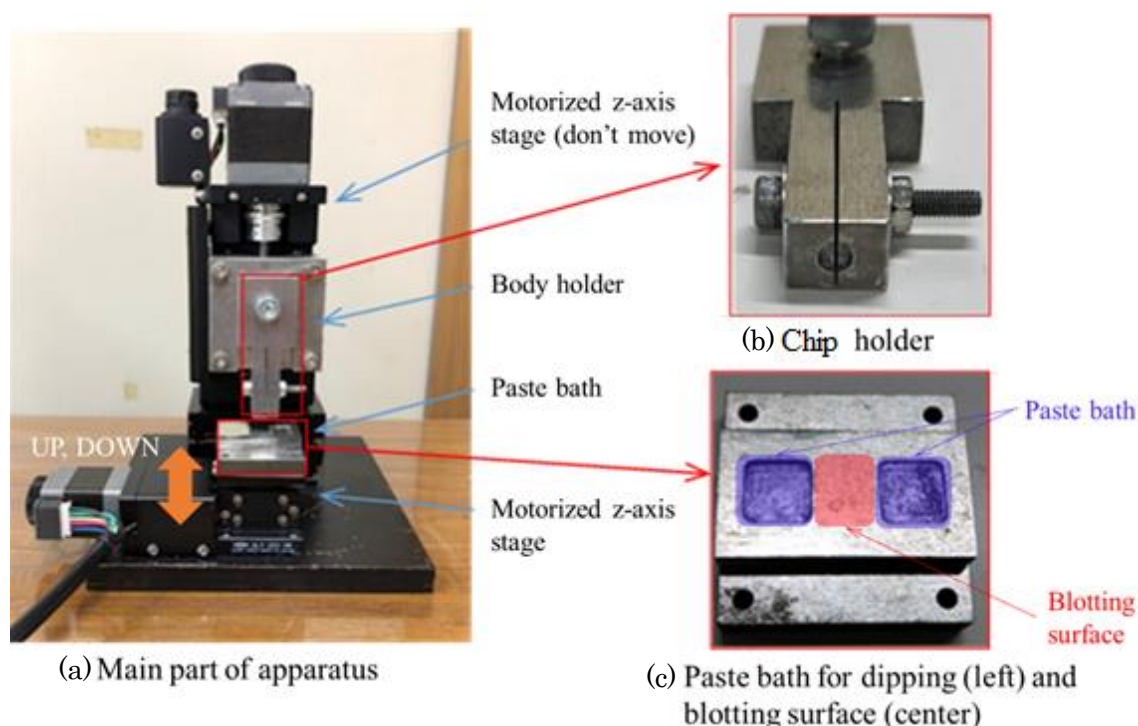 Motorized z-axis
stage (don't move)
Body holder
Paste bath
UP, DOWN
Motorized z-axis
stage
(a) Main part of apparatus
(b) Chip holder
Paste bath
Blotting
surface
(c) Paste bath for dipping (left) and
blotting surface (center)